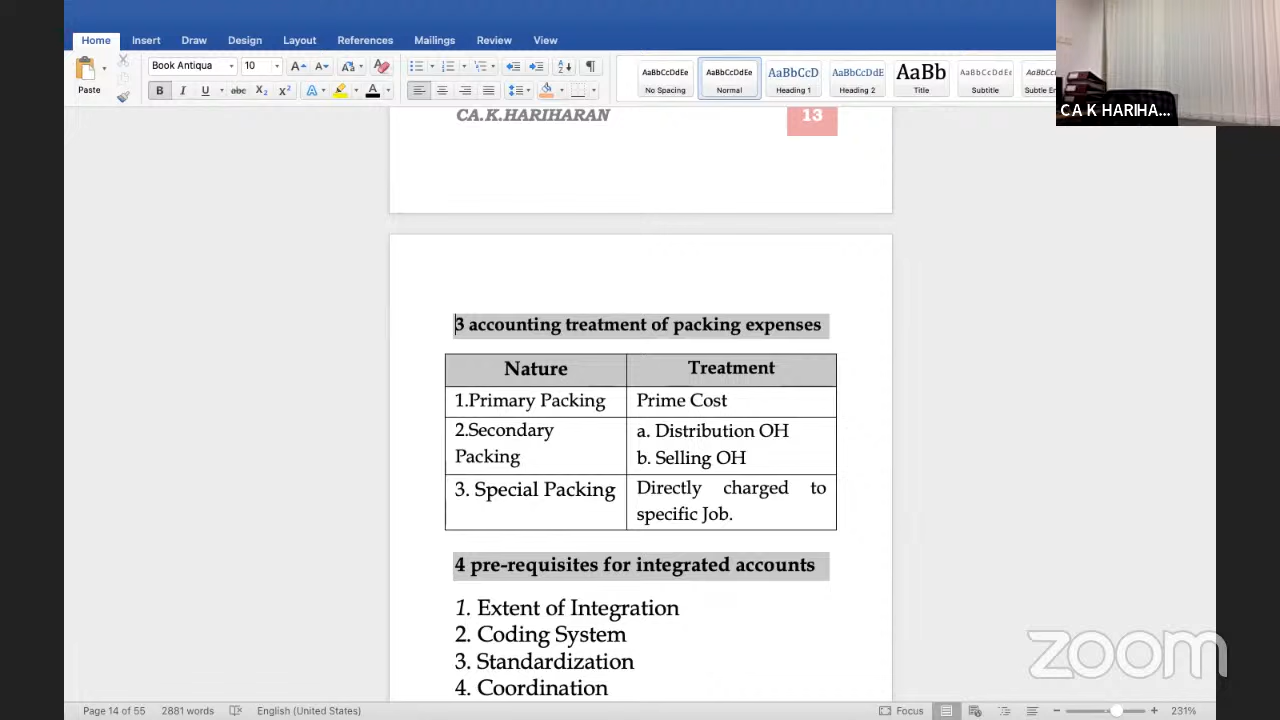 Home Insert Draw Design Layout References Mailings Review View
Book Antiqua 10
Paste
AaBbCcDdEe AaBbCcDdEe AaBbCcD AaBbCcDdE AaBb AaBbCcDdEe
No Spacing Normal Heading 1 Heading 2 Title Subtitle Subtle En
C A K HARIHA...
CA.K.HARIHARAN
13
3 accounting treatment of packing expenses
Nature Treatment
1.Primary Packing Prime Cost
2.Secondary Packing
a. Distribution OH
b. Selling OH
3. Special Packing
Directly charged to
specific Job.
4 pre-requisites for integrated accounts
1. Extent of Integration
2. Coding System
3. Standardization
4. Coordination
zoom
Page 14 of 55 2881 words English (United States) Focus 231%